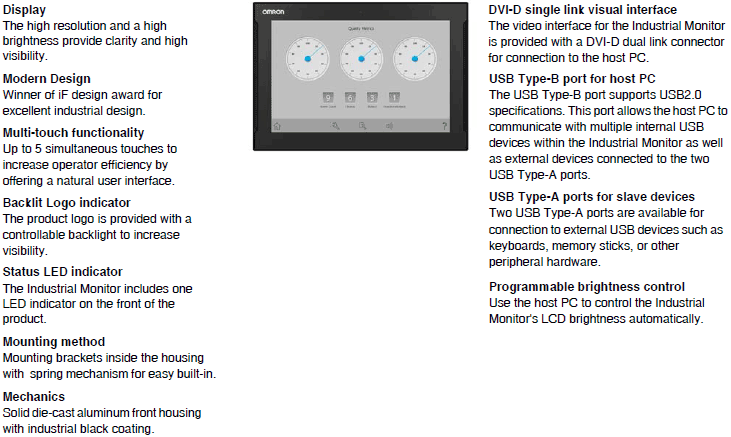 Display
The high resolution and a high
brightness provide clarity and high
visibility.
Modern Design
Winner of iF design award for
excellent industrial design.
Multi-touch functionality
Up to 5 simultaneous touches to
increase operator efficiency by
offering a natural user interface.
Backlit Logo indicator
The product logo is provided with a
controllable backlight to increase
visibility.
Status LED indicator
The Industrial Monitor includes one
LED indicator on the front of the
product.
Mounting method
Mounting brackets inside the housing
with spring mechanism for easy built-in.
Mechanics
Solid die-cast aluminum front housing
with industrial black coating.
OMRON
DVI-D single link visual interface
The video interface for the Industrial Monitor
is provided with a DVI-D dual link connector
for connection to the host PC.
USB Type-B port for host PC
The USB Type-B port supports USB2.0
specifications. This port allows the host PC to
communicate with multiple internal USB
devices within the Industrial Monitor as well
as external devices connected to the two
USB Type-A ports.
USB Type-A ports for slave devices
Two USB Type-A ports are available for
connection to external USB devices such as
keyboards, memory sticks, or other
peripheral hardware.
Programmable brightness control
Use the host PC to control the Industrial
Monitor's LCD brightness automatically.